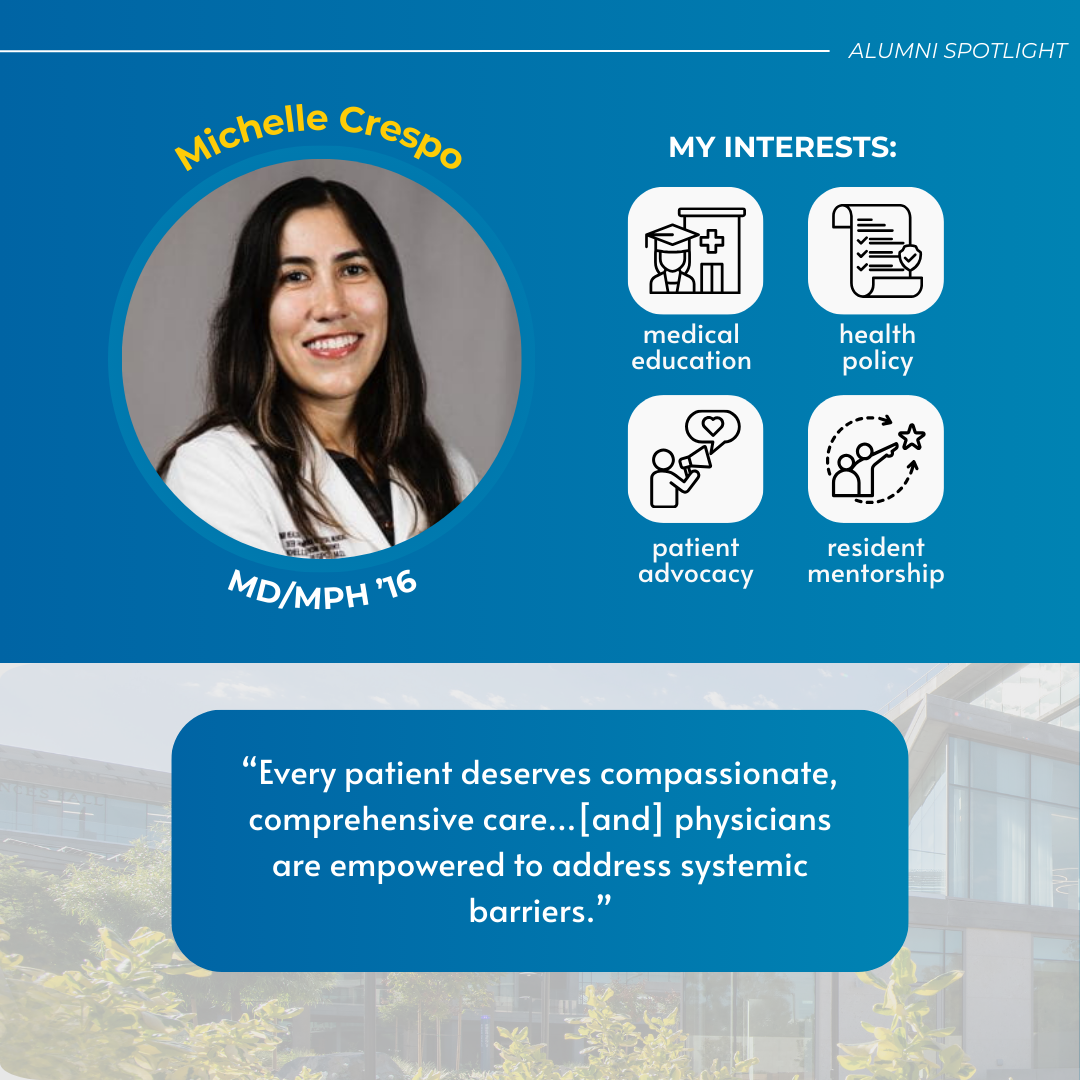 ALUMNI SPOTLIGHT
Michelle Crespo
MD/MPH ’16
MY INTERESTS:
medical
education
health
policy
patient
advocacy
resident
mentorship
“Every patient deserves compassionate,
comprehensive care...[and] physicians
are empowered to address systemic
barriers.”